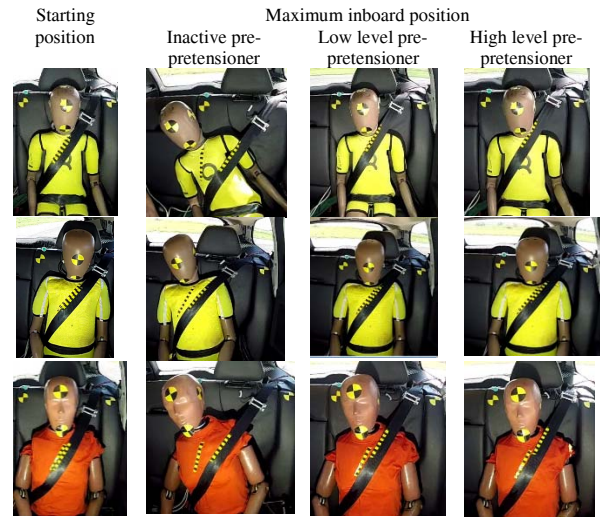 Starting
position
Maximum inboard position
Inactive pre-
pretensioner
Low level pre-
pretensioner
High level pre-
pretensioner